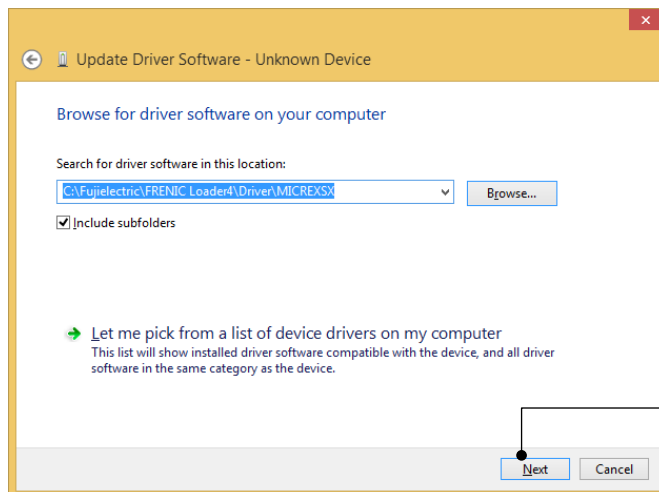 Update Driver Software - Unknown Device
Browse for driver software on your computer
Search for driver software in this location:
C:\Fujielectric\FRENIC Loader4\Driver\MICREXSX
Browse...
Include subfolders
Let me pick from a list of device drivers on my computer
This list will show installed driver software compatible with the device, and all driver
software in the same category as the device.
Next
Cancel